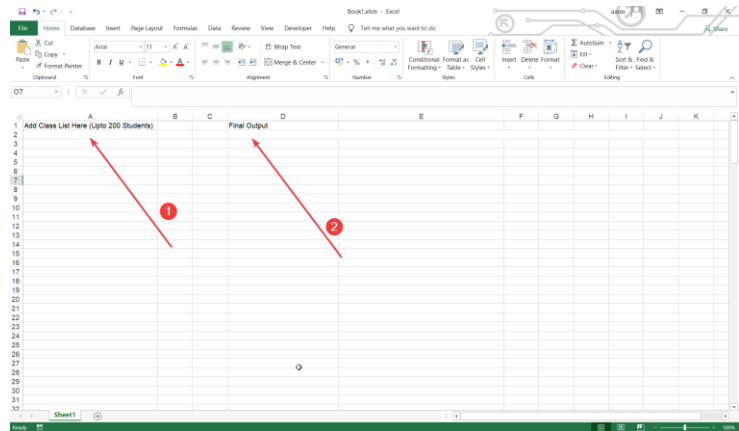 Book1.xlsm - Excel
File Home Database Insert Page Layout Formulas Data Review View Developer Help Tell me what you want to do Share
Cut
Copy
Format Painter
Paste
Arial 11 A A
B I U A
Wrap Text
Merge & Center
General
% ,
Conditional Formatting
Format as Table
Cell Styles
Insert Delete Format
AutoSum
Fill
Clear
Sort & Filter
Find & Select
Clipboard Font Alignment Number Styles Cells Editing
O7 fx
A B C D E F G H I J K
1 Add Class List Here (Upto 200 Students) Final Output
2
3
4
5
6
7
8
9
10
1
11
12
2
13
14
15
16
17
18
19
20
21
22
23
24
25
26
27
28
29
30
31
32
Sheet1
Ready 100%